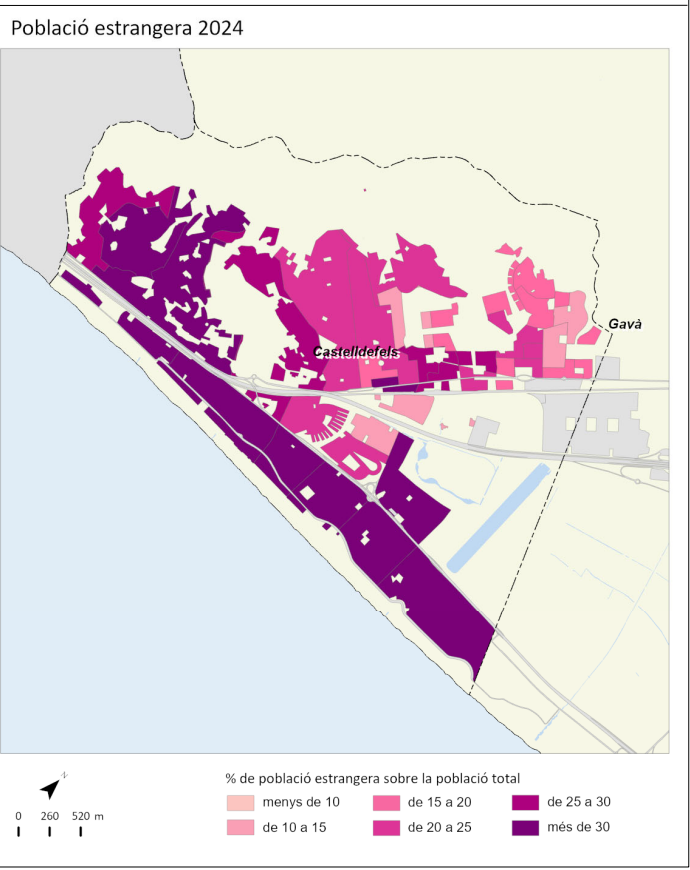 Població estrangera 2024
Gavà
Castelldefels
N
0 260 520 m
% de població estrangera sobre la població total
menys de 10
de 15 a 20
de 25 a 30
de 10 a 15
de 20 a 25
més de 30